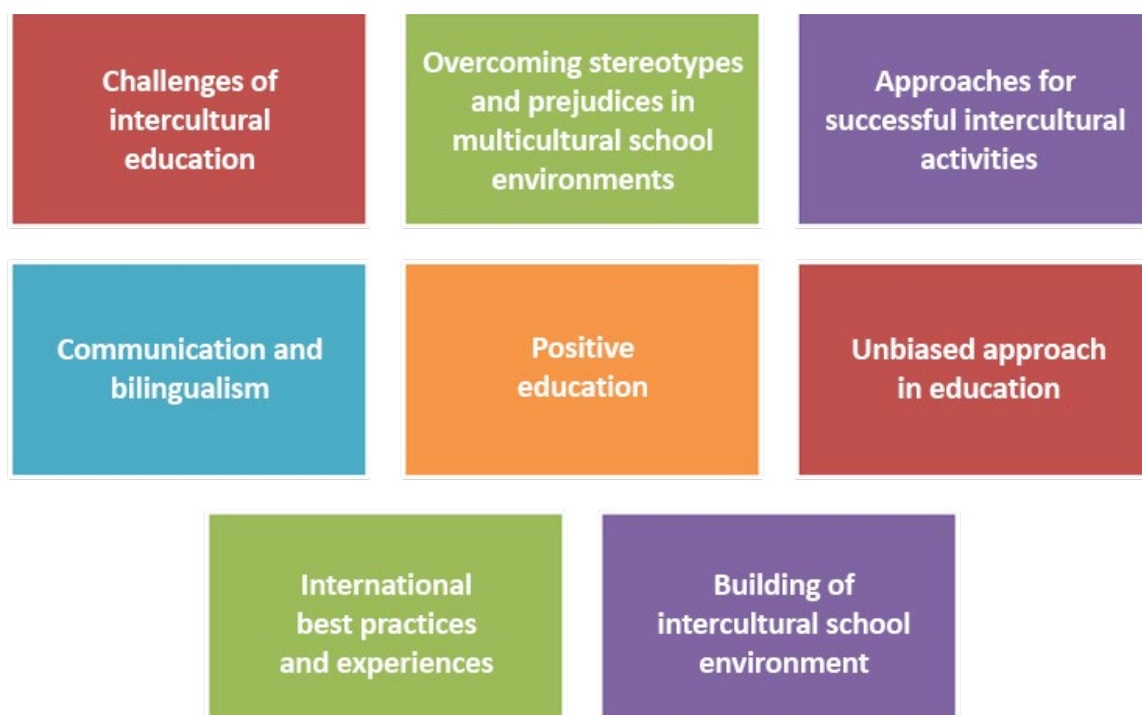 Challenges of
intercultural
education
Overcoming stereotypes
and prejudices in
multicultural school
environments
Approaches for
successful intercultural
activities
Communication and
bilingualism
Positive
education
Unbiased approach
in education
International
best practices
and experiences
Building of
intercultural school
environment